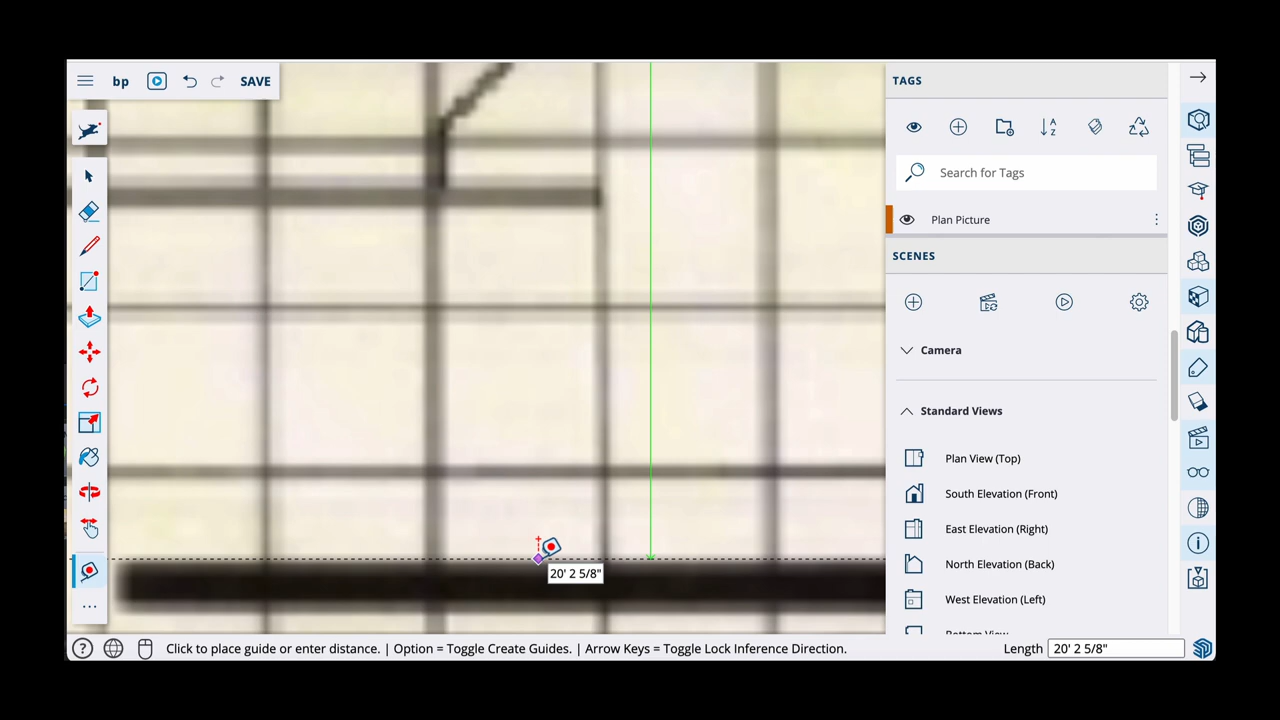 bp
SAVE
TAGS
Search for Tags
Plan Picture
SCENES
Camera
Standard Views
Plan View (Top)
South Elevation (Front)
East Elevation (Right)
North Elevation (Back)
West Elevation (Left)
20' 2 5/8"
Click to place guide or enter distance. | Option = Toggle Create Guides. | Arrow Keys = Toggle Lock Inference Direction.
Length 20' 2 5/8"